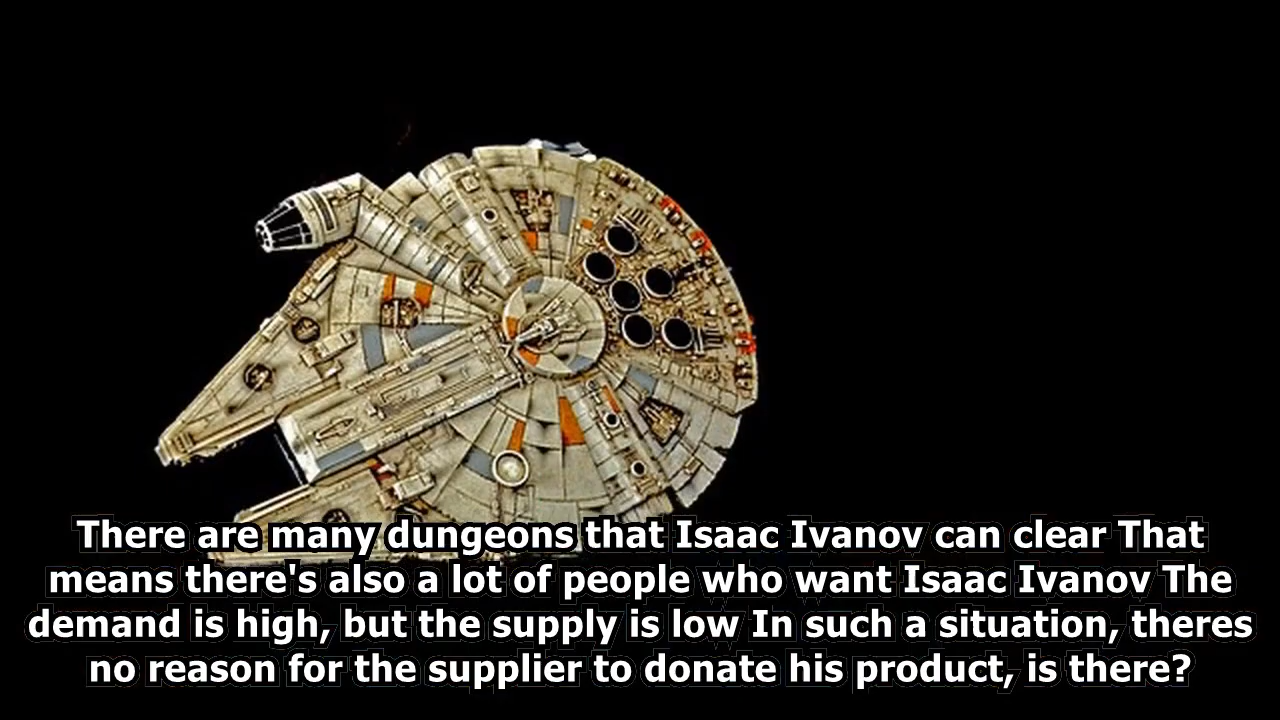 There are many dungeons that Isaac Ivanov can clear That
means there's also a lot of people who want Isaac Ivanov The
demand is high, but the supply is low In such a situation, theres
no reason for the supplier to donate his product, is there?